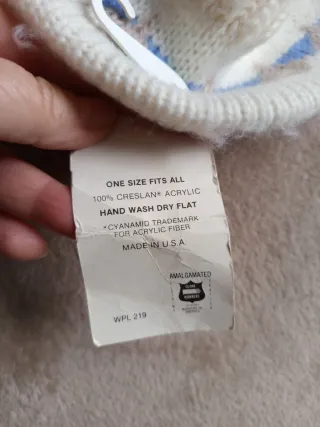 ONE SIZE FITS ALL
100% CRESLAN® ACRYLIC
HAND WASH DRY FLAT
*CYANAMID TRADEMARK
FOR ACRYLIC FIBER
MADE IN U.S.A.
AMALGAMATED
WPL 219